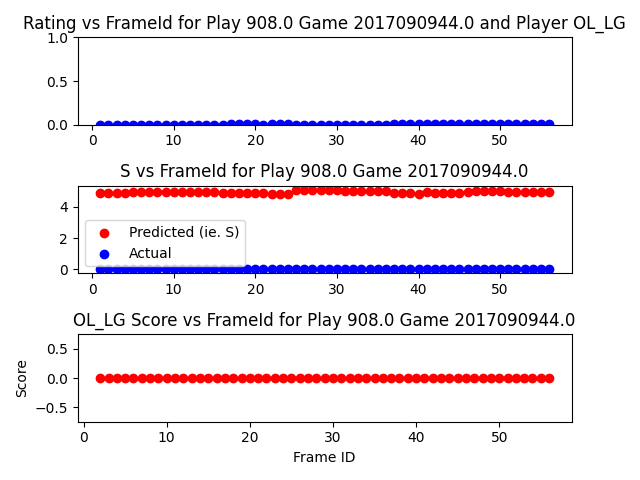 Rating vs FrameId for Play 908.0 Game 2017090944.0 and Player OL_LG
1.0
0.5
0.0
0 10 20 30 40 50
S vs FrameId for Play 908.0 Game 2017090944.0
4
2
0
Predicted (ie. S)
Actual
0 10 20 30 40 50
OL_LG Score vs FrameId for Play 908.0 Game 2017090944.0
Score
0.5
0.0
−0.5
0 10 20 30 40 50
Frame ID